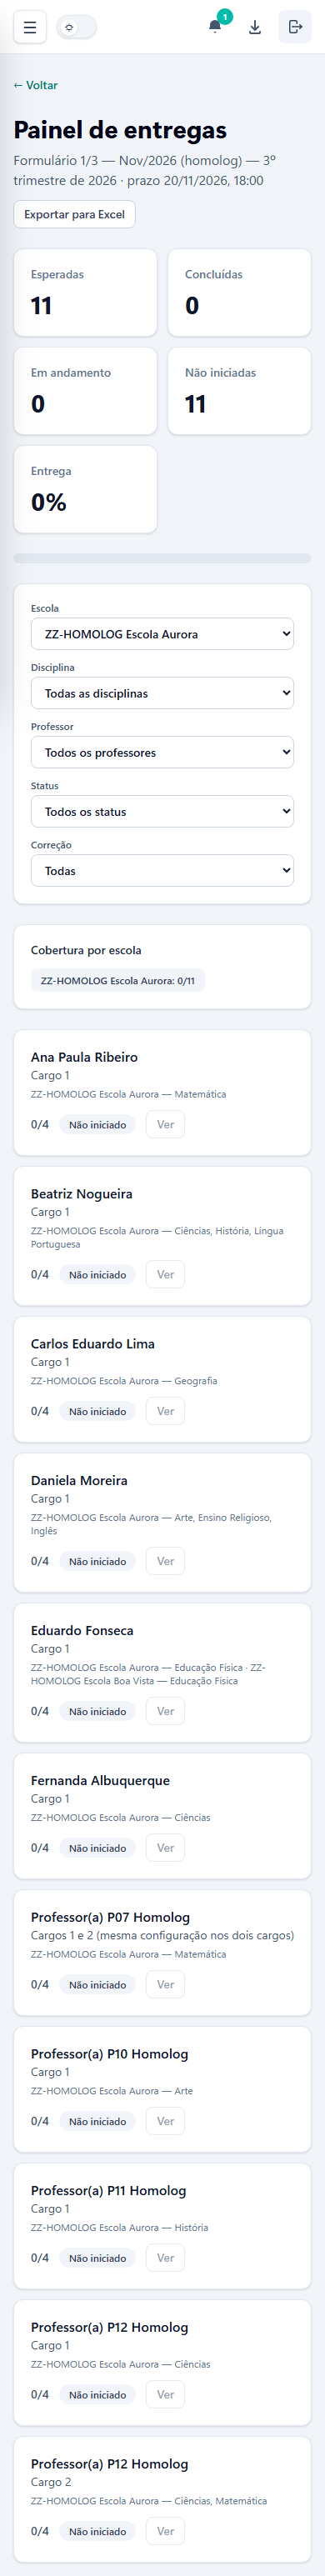 1
← Voltar
Painel de entregas
Formulário 1/3 — Nov/2026 (homolog) — 3º
trimestre de 2026 · prazo 20/11/2026, 18:00
Exportar para Excel
Esperadas
11
Concluídas
0
Em andamento
0
Não iniciadas
11
Entrega
0%
Escola
ZZ-HOMOLOG Escola Aurora
Disciplina
Todas as disciplinas
Professor
Todos os professores
Status
Todos os status
Correção
Todas
Cobertura por escola
ZZ-HOMOLOG Escola Aurora: 0/11
Ana Paula Ribeiro
Cargo 1
ZZ-HOMOLOG Escola Aurora — Matemática
0/4 Não iniciado Ver
Beatriz Nogueira
Cargo 1
ZZ-HOMOLOG Escola Aurora — Ciências, História, Língua
Portuguesa
0/4 Não iniciado Ver
Carlos Eduardo Lima
Cargo 1
ZZ-HOMOLOG Escola Aurora — Geografia
0/4 Não iniciado Ver
Daniela Moreira
Cargo 1
ZZ-HOMOLOG Escola Aurora — Arte, Ensino Religioso,
Inglês
0/4 Não iniciado Ver
Eduardo Fonseca
Cargo 1
ZZ-HOMOLOG Escola Aurora — Educação Física · ZZ-
HOMOLOG Escola Boa Vista — Educação Física
0/4 Não iniciado Ver
Fernanda Albuquerque
Cargo 1
ZZ-HOMOLOG Escola Aurora — Ciências
0/4 Não iniciado Ver
Professor(a) P07 Homolog
Cargos 1 e 2 (mesma configuração nos dois cargos)
ZZ-HOMOLOG Escola Aurora — Matemática
0/4 Não iniciado Ver
Professor(a) P10 Homolog
Cargo 1
ZZ-HOMOLOG Escola Aurora — Arte
0/4 Não iniciado Ver
Professor(a) P11 Homolog
Cargo 1
ZZ-HOMOLOG Escola Aurora — História
0/4 Não iniciado Ver
Professor(a) P12 Homolog
Cargo 1
ZZ-HOMOLOG Escola Aurora — Ciências
0/4 Não iniciado Ver
Professor(a) P12 Homolog
Cargo 2
ZZ-HOMOLOG Escola Aurora — Ciências, Matemática
0/4 Não iniciado Ver